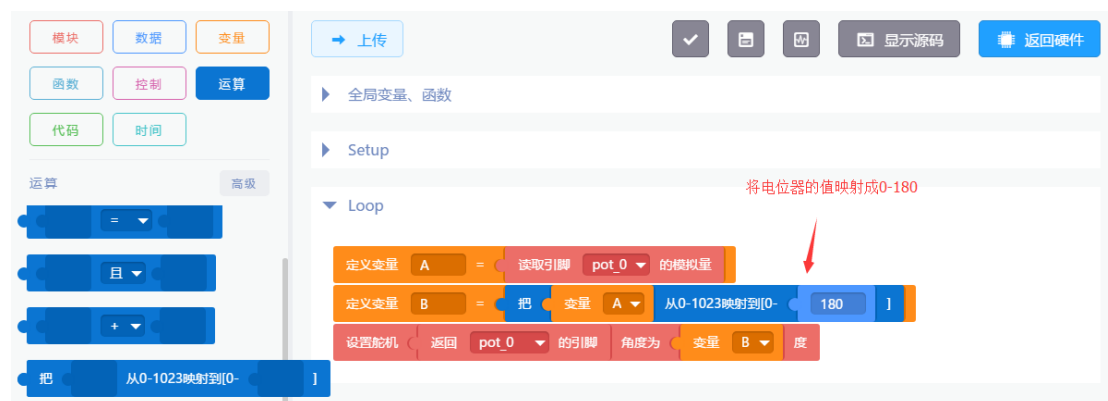 模块 数据 变量
函数 控制 运算
代码 时间
运算 高级
=
且
+
把 从0-1023映射到[0- ]
上传 显示源码 返回硬件
全局变量、函数
Setup
将电位器的值映射成0-180
Loop
定义变量 A = 读取引脚 pot_0 的模拟量
定义变量 B = 把 变量 A 从0-1023映射到[0- 180 ]
设置舵机 返回 pot_0 的引脚 角度为 变量 B 度